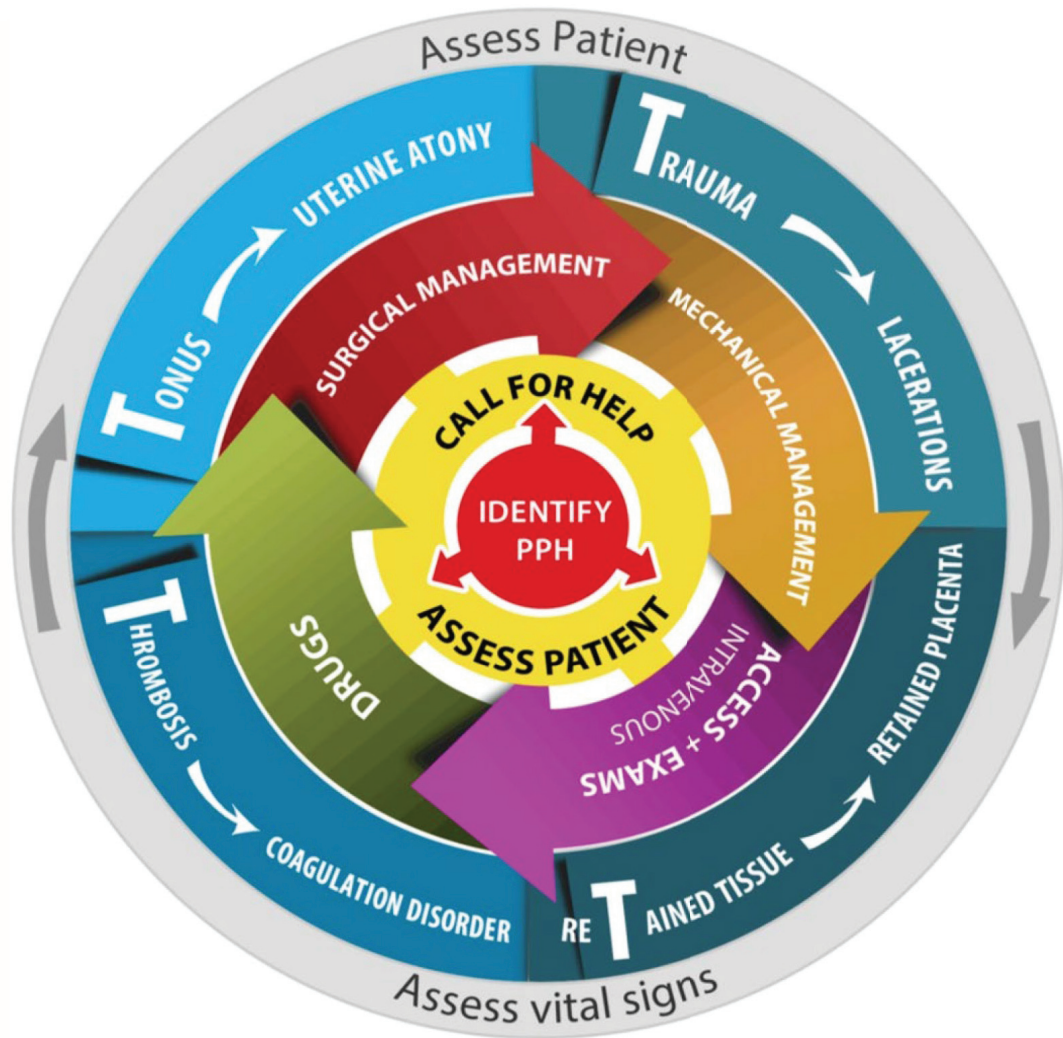 Assess Patient
TONUS
UTERINE ATONY
TRAUMA
LACERATIONS
SURGICAL MANAGEMENT
MECHANICAL MANAGEMENT
CALL FOR HELP
IDENTIFY
PPH
ASSESS PATIENT
DRUGS
ACCESS + EXAMS
INTRAVENOUS
THROMBOSIS
COAGULATION DISORDER
RETAINED TISSUE
RETAINED PLACENTA
Assess vital signs